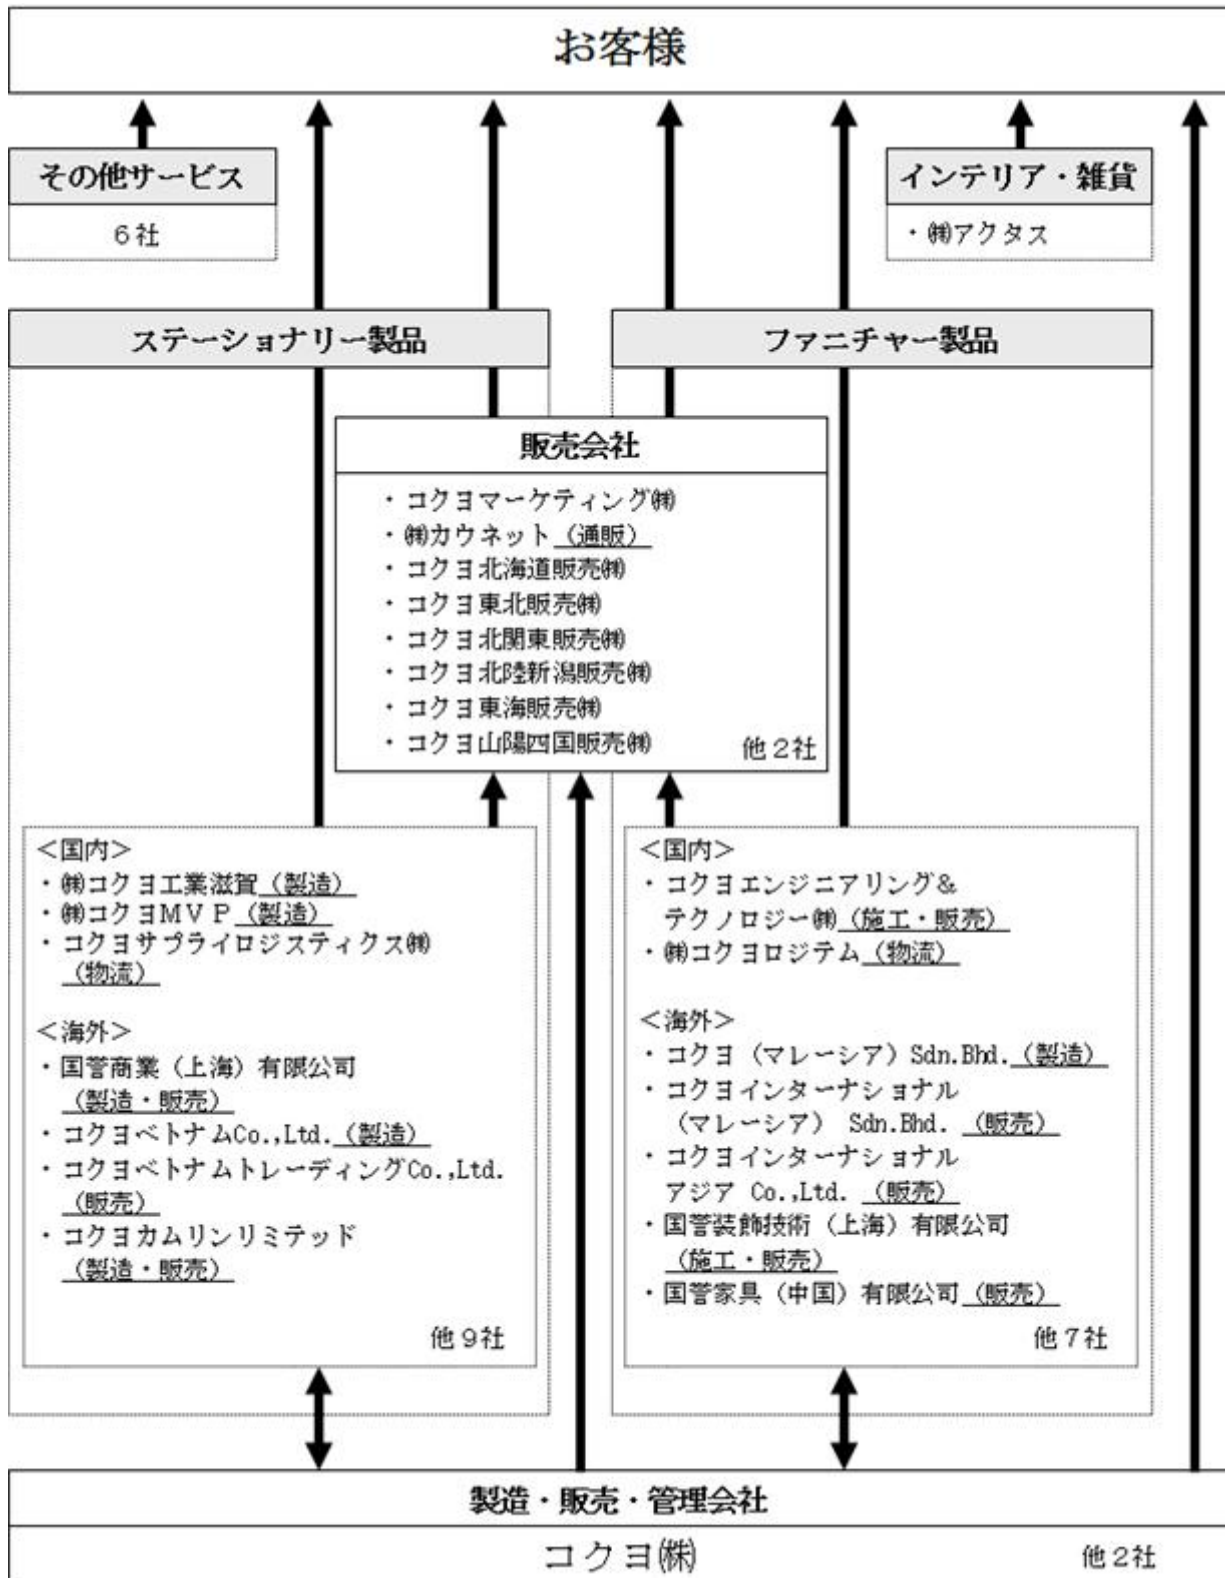 お客様
その他サービス
6社
インテリア・雑貨
・㈱アクタス
ステーショナリー製品
ファニチャー製品
販売会社
・コクヨマーケティング㈱
・㈱カウネット（通販）
・コクヨ北海道販売㈱
・コクヨ東北販売㈱
・コクヨ北関東販売㈱
・コクヨ北陸新潟販売㈱
・コクヨ東海販売㈱
・コクヨ山陽四国販売㈱
他2社
＜国内＞
・㈱コクヨ工業滋賀（製造）
・㈱コクヨMVP（製造）
・コクヨサプライロジスティクス㈱
（物流）
＜海外＞
・国誉商業（上海）有限公司
（製造・販売）
・コクヨベトナムCo.,Ltd.（製造）
・コクヨベトナムトレーディングCo.,Ltd.
（販売）
・コクヨカムリンリミテッド
（製造・販売）
他9社
＜国内＞
・コクヨエンジニアリング＆
テクノロジー㈱（施工・販売）
・㈱コクヨロジテム（物流）
＜海外＞
・コクヨ（マレーシア）Sdn.Bhd.（製造）
・コクヨインターナショナル
（マレーシア） Sdn.Bhd.（販売）
・コクヨインターナショナル
アジア Co.,Ltd.（販売）
・国誉装飾技術（上海）有限公司
（施工・販売）
・国誉家具（中国）有限公司（販売）
他7社
製造・販売・管理会社
コクヨ㈱
他2社